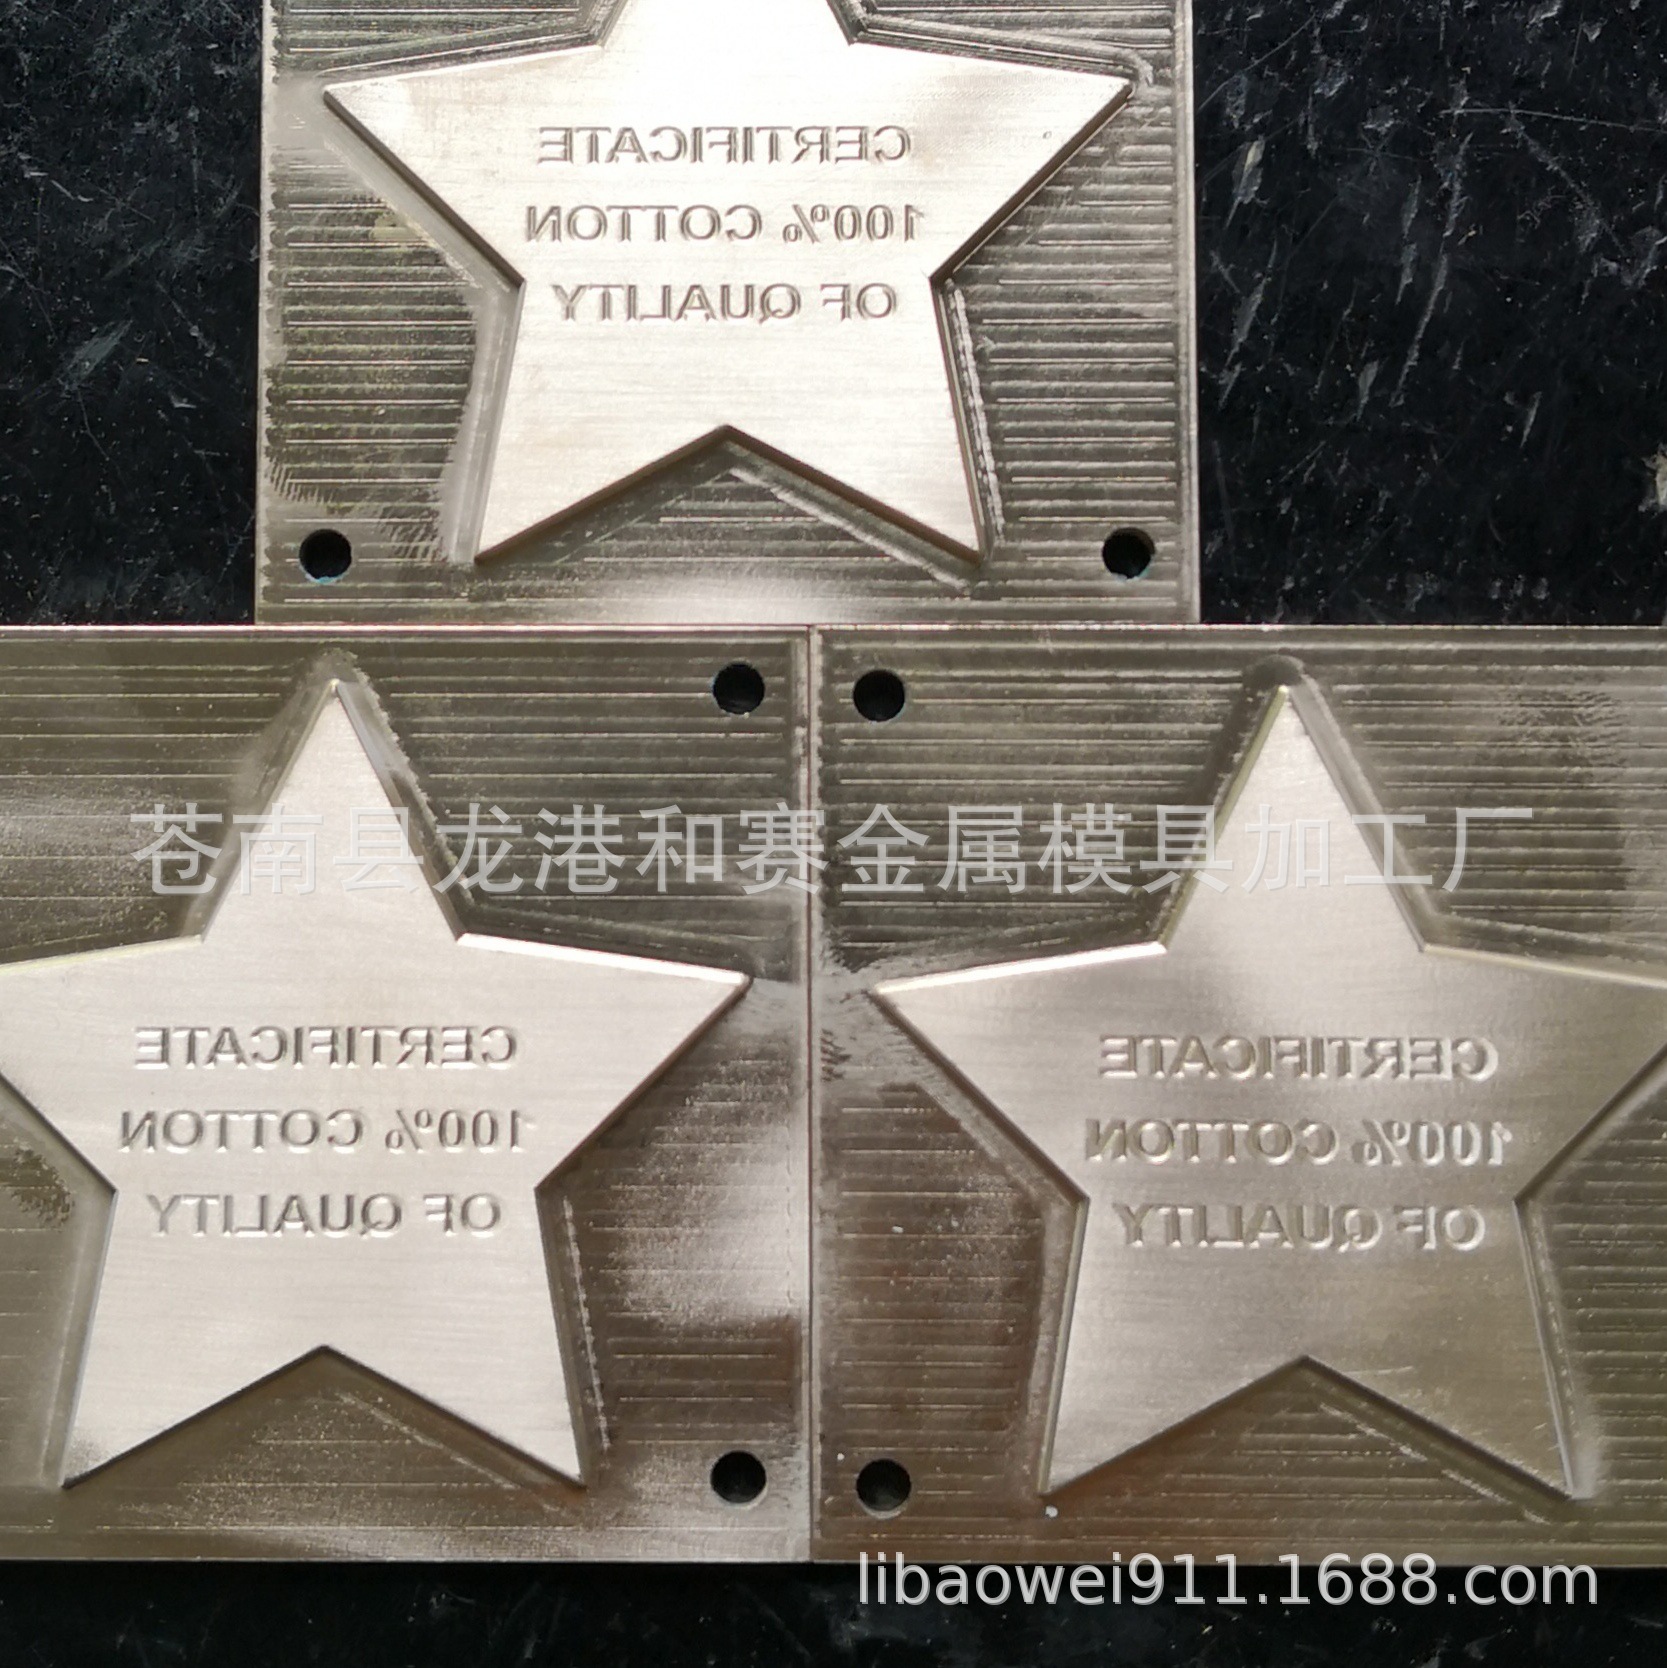 CERTIFICATE
100% COTTON
OF QUALITY
苍南县龙港和赛金属模具加工厂
CERTIFICATE
100% COTTON
OF QUALITY
CERTIFICATE
100% COTTON
OF QUALITY
libaowei911.1688.com